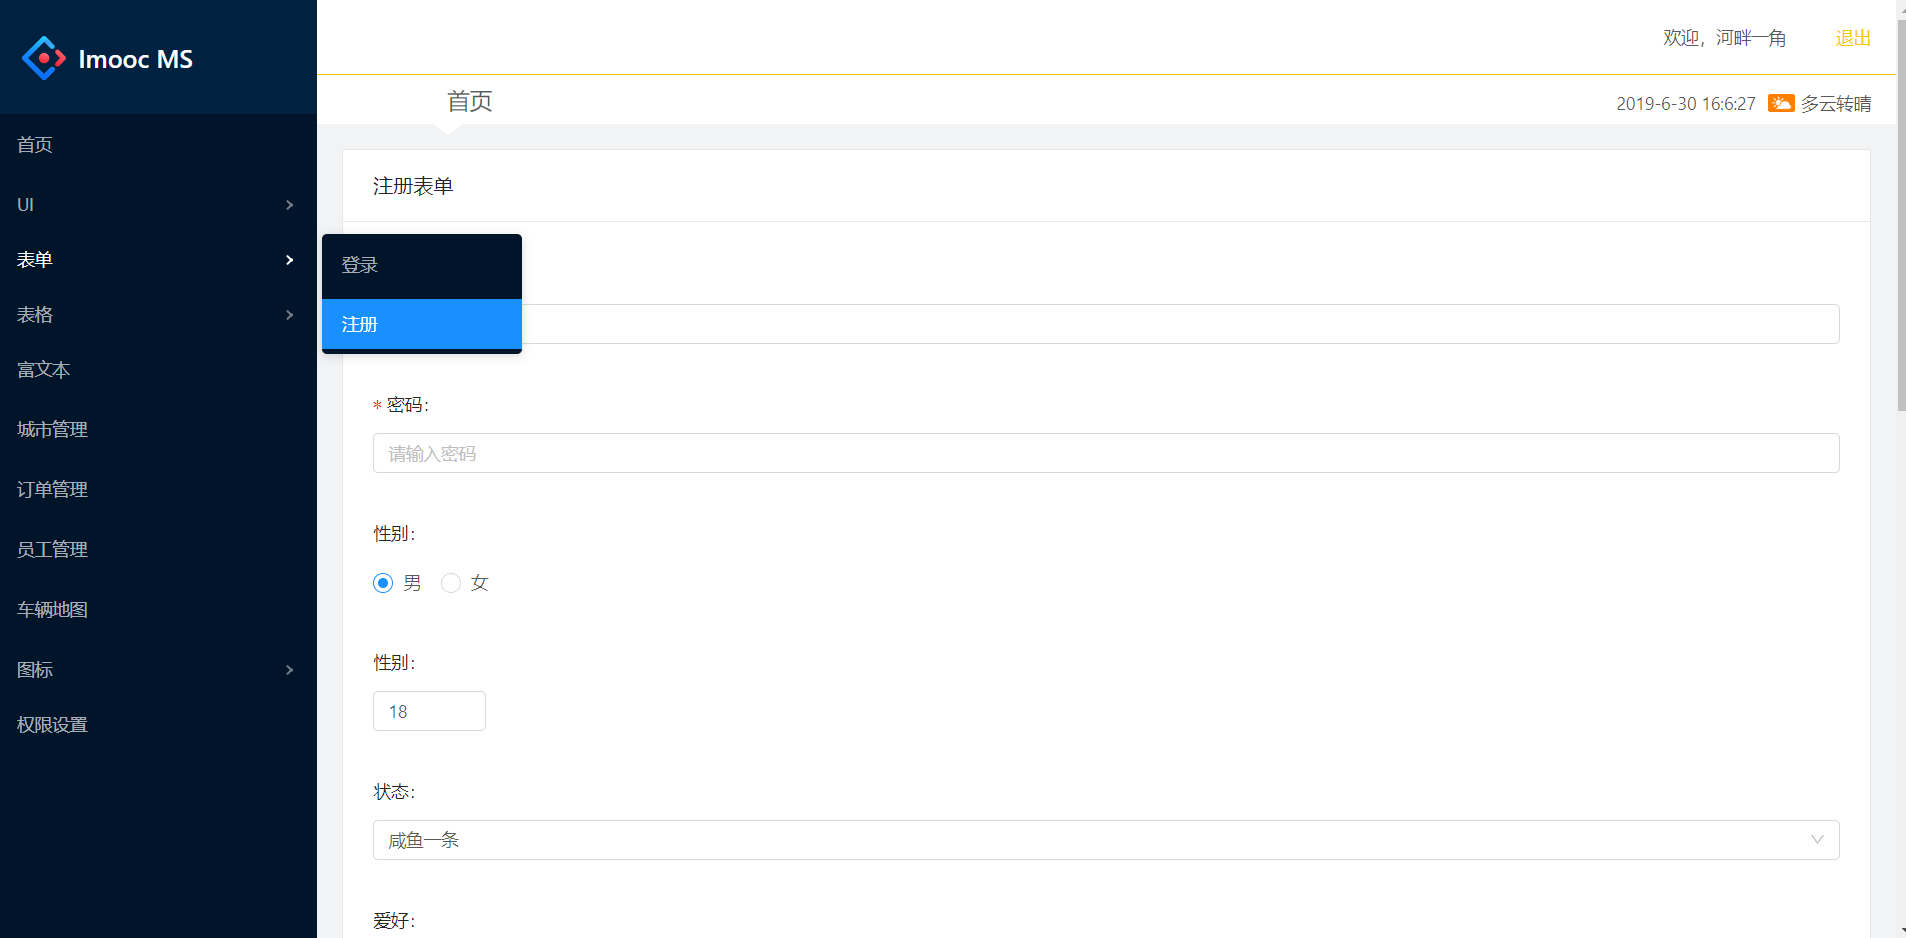 Imooc MS
欢迎，河畔一角 退出
首页
2019-6-30 16:6:27 多云转晴
首页
UI
表单
表格
富文本
城市管理
订单管理
员工管理
车辆地图
图标
权限设置
登录
注册
注册表单
* 密码:
请输入密码
性别:
男 女
性别:
18
状态:
咸鱼一条
爱好: